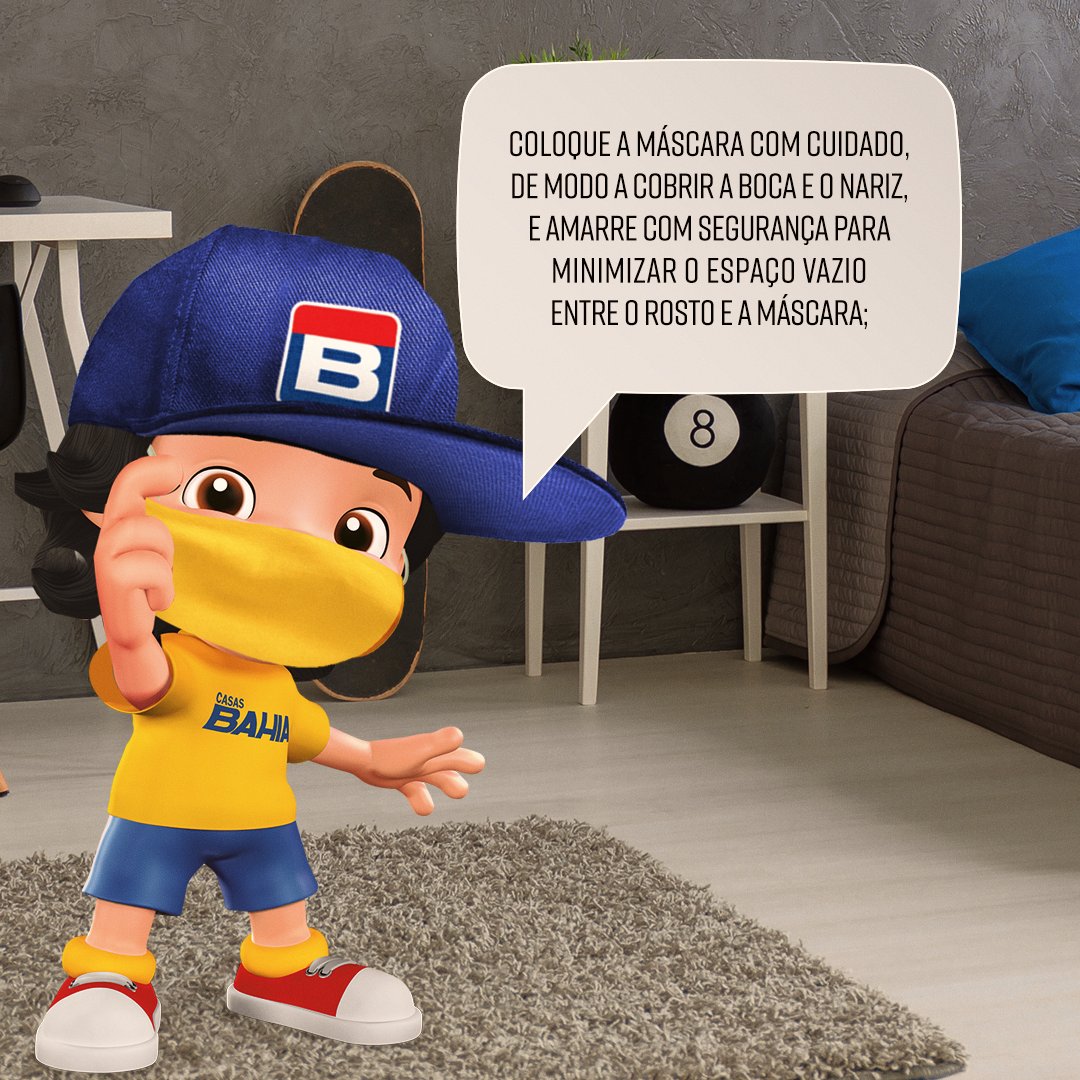 COLOQUE A MÁSCARA COM CUIDADO,
DE MODO A COBRIR A BOCA E O NARIZ,
E AMARRE COM SEGURANÇA PARA
MINIMIZAR O ESPAÇO VAZIO
ENTRE O ROSTO E A MÁSCARA;
B
8
CASAS
BAHIA